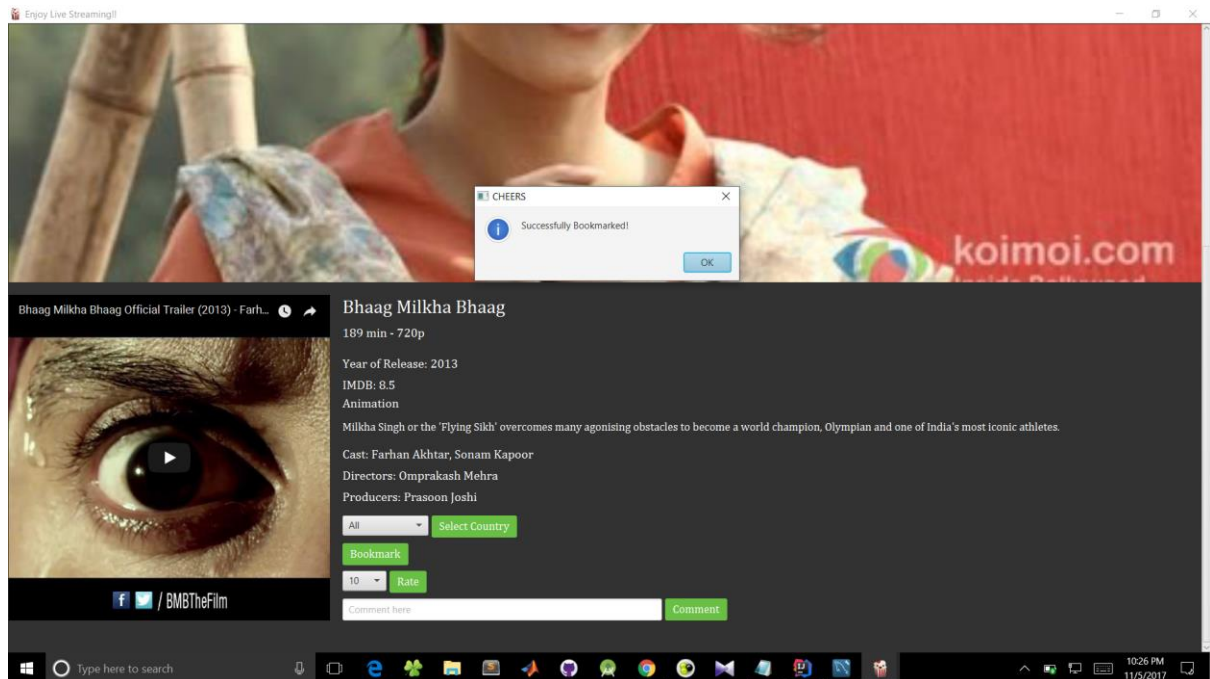 Enjoy Live Streaming!!
CHEERS
Successfully Bookmarked!
OK
koimoi.com
Bhaag Milkha Bhaag Official Trailer (2013) - Farh...
/ BMBTheFilm
Bhaag Milkha Bhaag
189 min - 720p
Year of Release: 2013
IMDB: 8.5
Animation
Milkha Singh or the 'Flying Sikh' overcomes many agonising obstacles to become a world champion, Olympian and one of India's most iconic athletes.
Cast: Farhan Akhtar, Sonam Kapoor
Directors: Omprakash Mehra
Producers: Prasoon Joshi
All Select Country
Bookmark
10 Rate
Comment here Comment
Type here to search
10:26 PM
11/5/2017